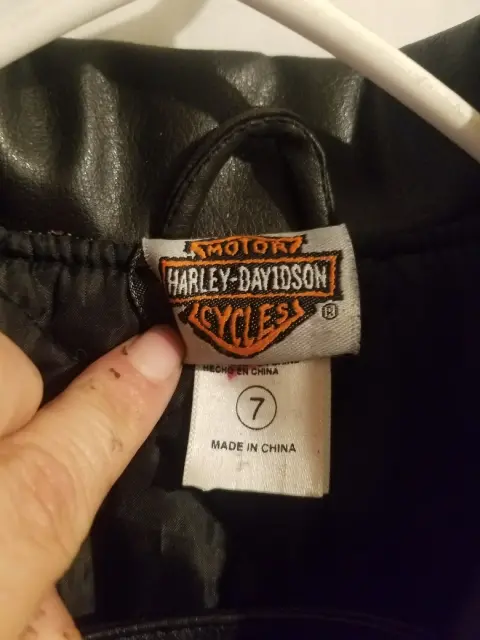 MOTOR
HARLEY-DAVIDSON
CYCLES
®
HECHO EN CHINA
7
MADE IN CHINA